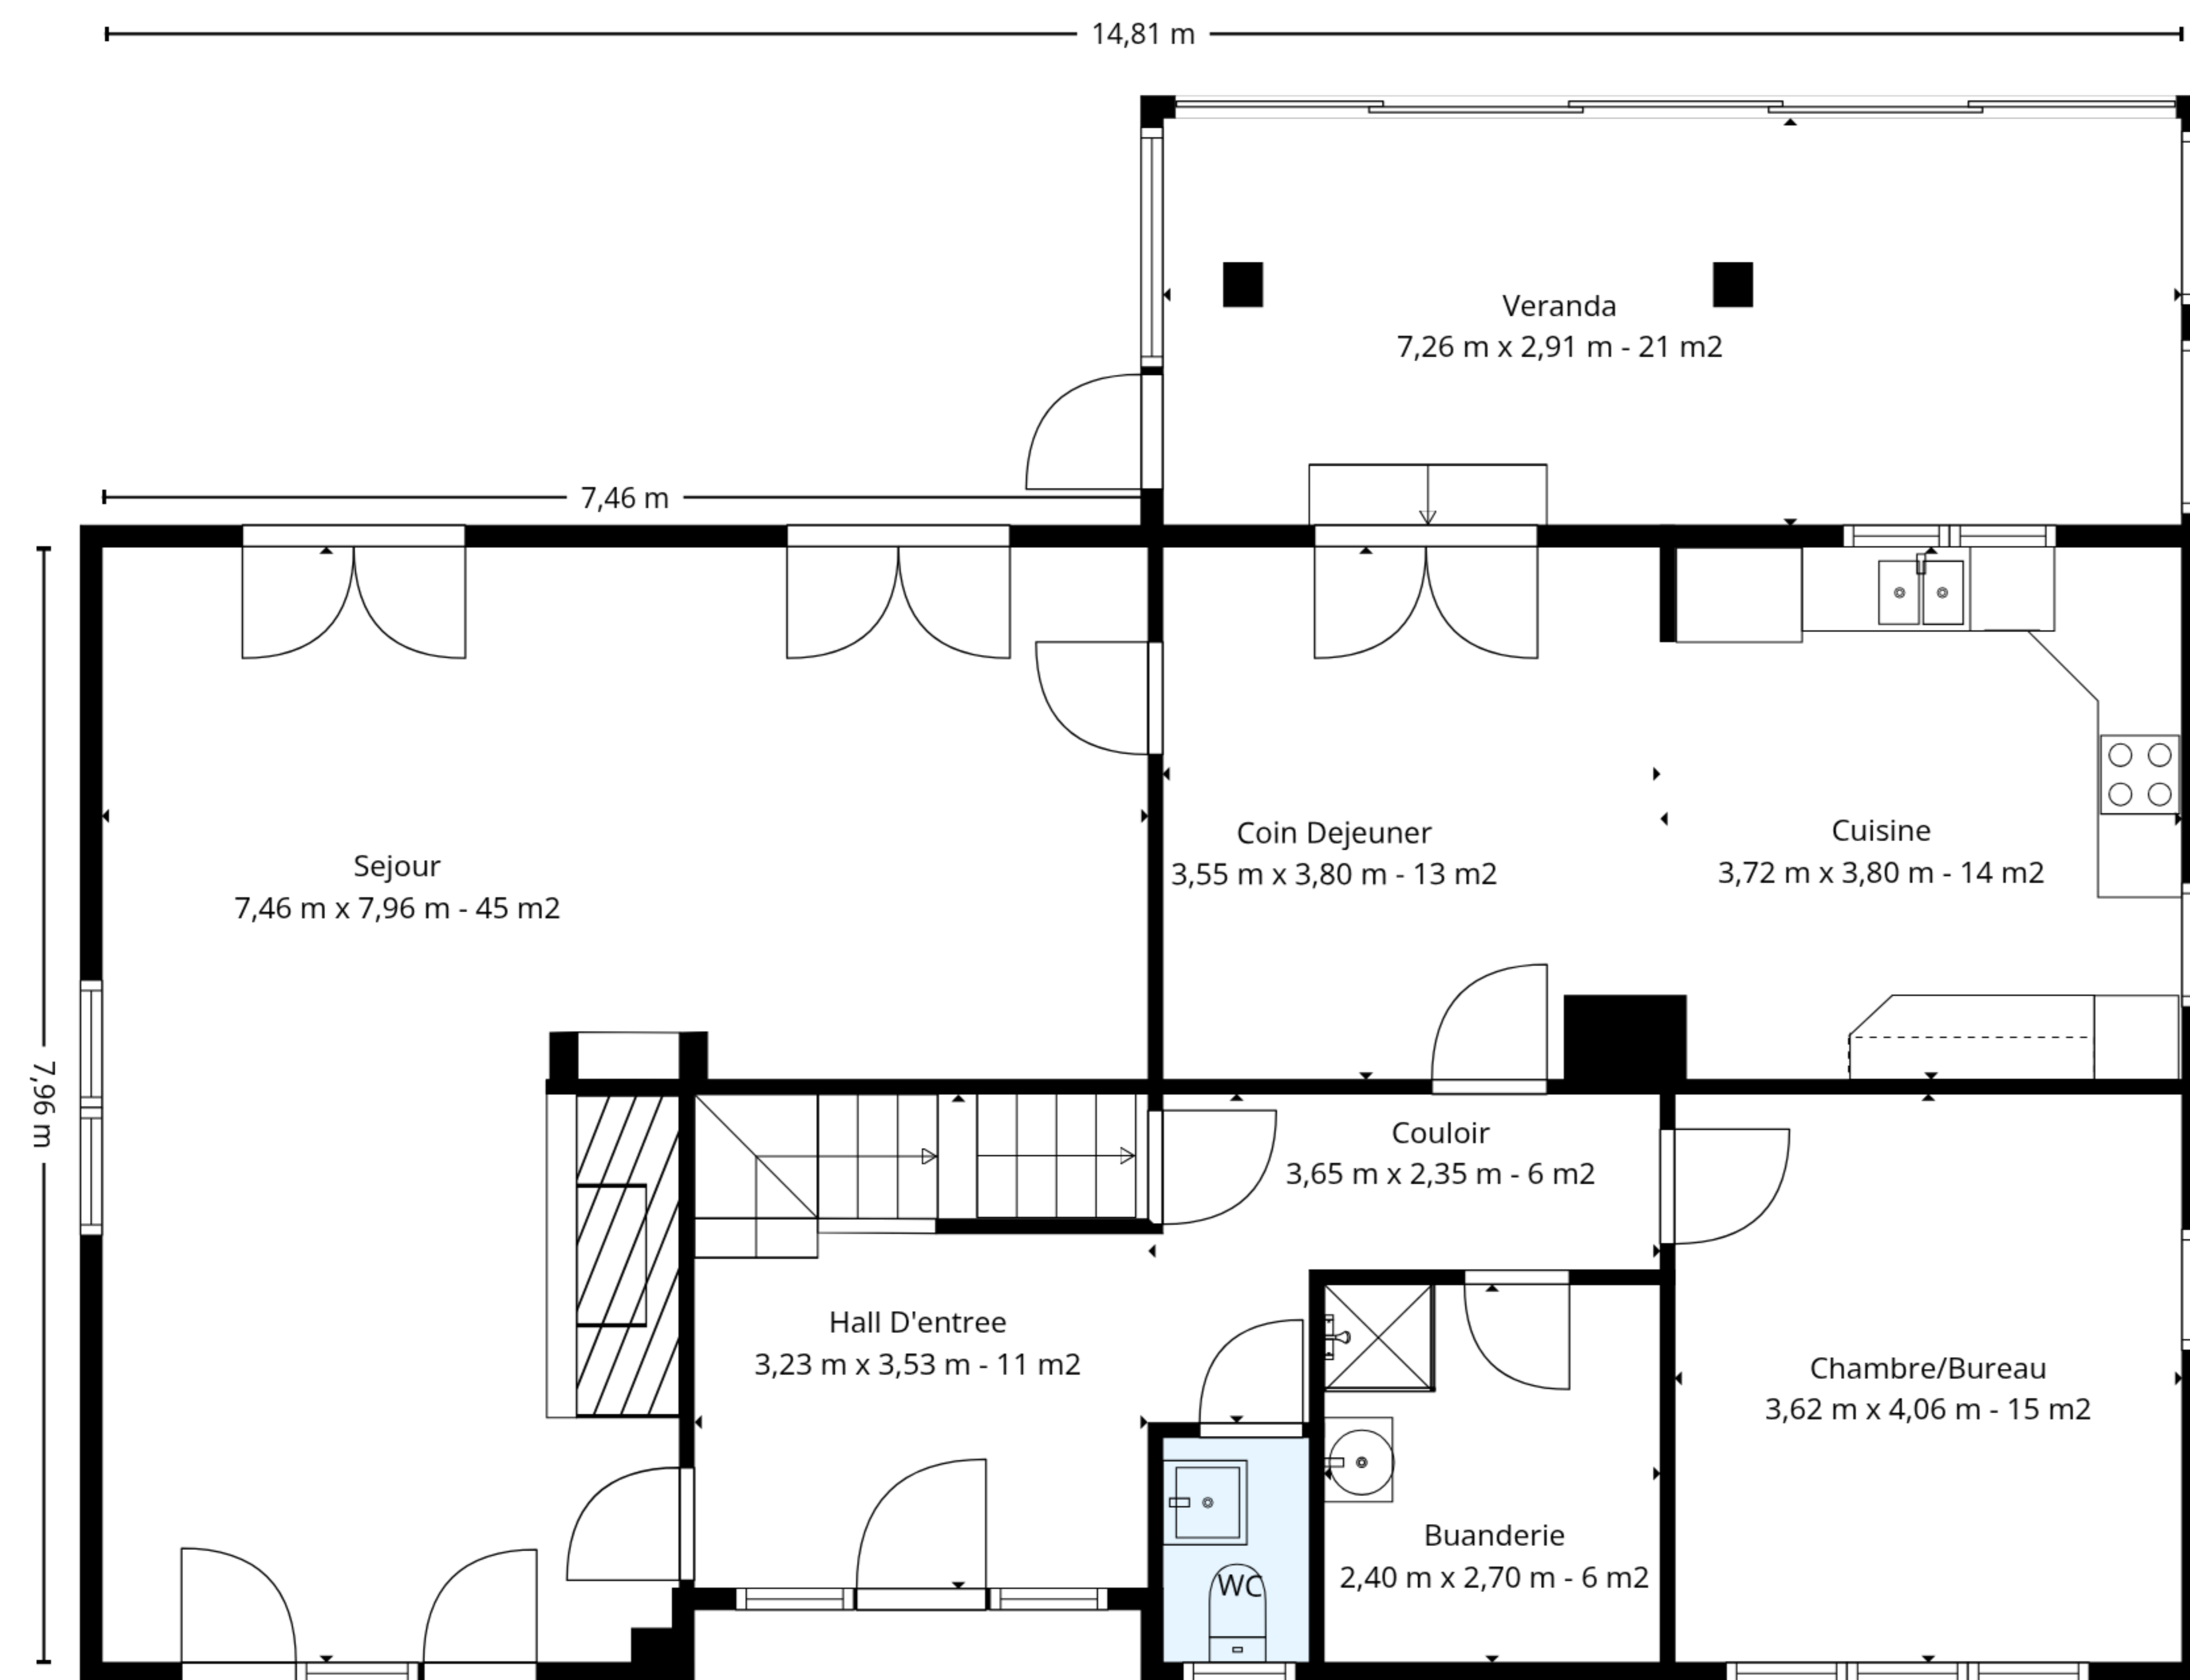 14,81 m
Veranda
7,26 m x 2,91 m - 21 m2
7,46 m
Sejour
7,46 m x 7,96 m - 45 m2
Coin Dejeuner
3,55 m x 3,80 m - 13 m2
Cuisine
3,72 m x 3,80 m - 14 m2
7,96 m
Couloir
3,65 m x 2,35 m - 6 m2
Hall D'entree
3,23 m x 3,53 m - 11 m2
Chambre/Bureau
3,62 m x 4,06 m - 15 m2
Buanderie
2,40 m x 2,70 m - 6 m2
WC